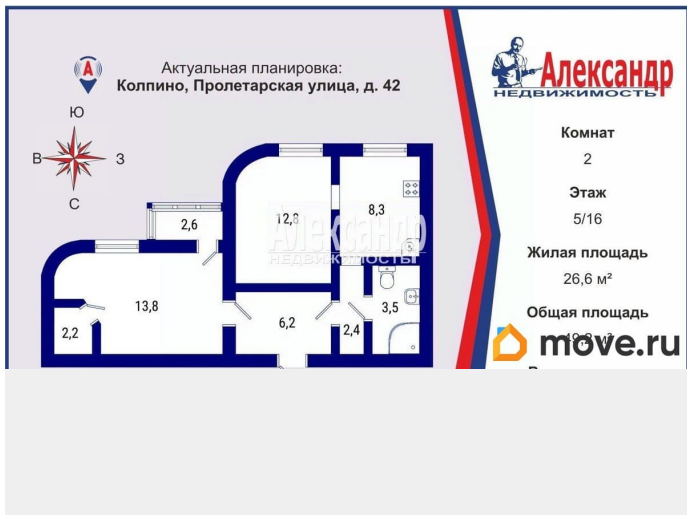 Актуальная планировка:
Колпино, Пролетарская улица, д. 42
Ю
В
З
С
2,6
12,8
8,3
13,8
2,2
6,2
2,4
3,5
Александр
НЕДВИЖИМОСТЬ
Александр
НЕДВИЖИМОСТЬ
Комнат
2
Этаж
5/16
Жилая площадь
26,6 м²
Общая площадь
move.ru